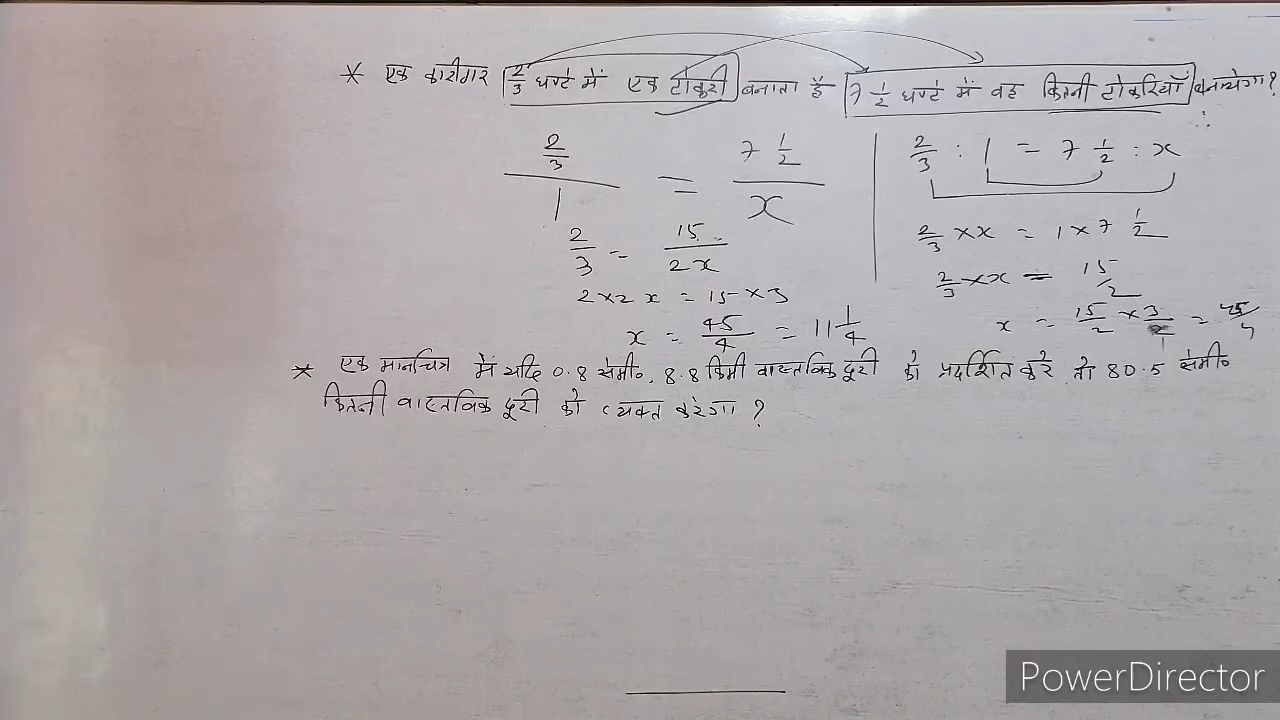 * एक कारीगर 2/3 घण्टे में एक टोकरी बनाता है 7 1/2 घण्टे में वह कितनी टोकरियाँ बनायेगा?
(2/3)/1 = (7 1/2)/x
2/3 = 15/2x
2×2x = 15×3
x = 45/4 = 11 1/4
2/3 : 1 = 7 1/2 : x
2/3 × x = 1×7 1/2
2/3 × x = 15/2
x = 15/2 × 3/2 = 45/4
* एक मानचित्र में यदि 0.8 सेमी०, 8.8 किमी वास्तविक दूरी को प्रदर्शित करे तो 80.5 सेमी०
कितनी वास्तविक दूरी को व्यक्त करेगा?
PowerDirector